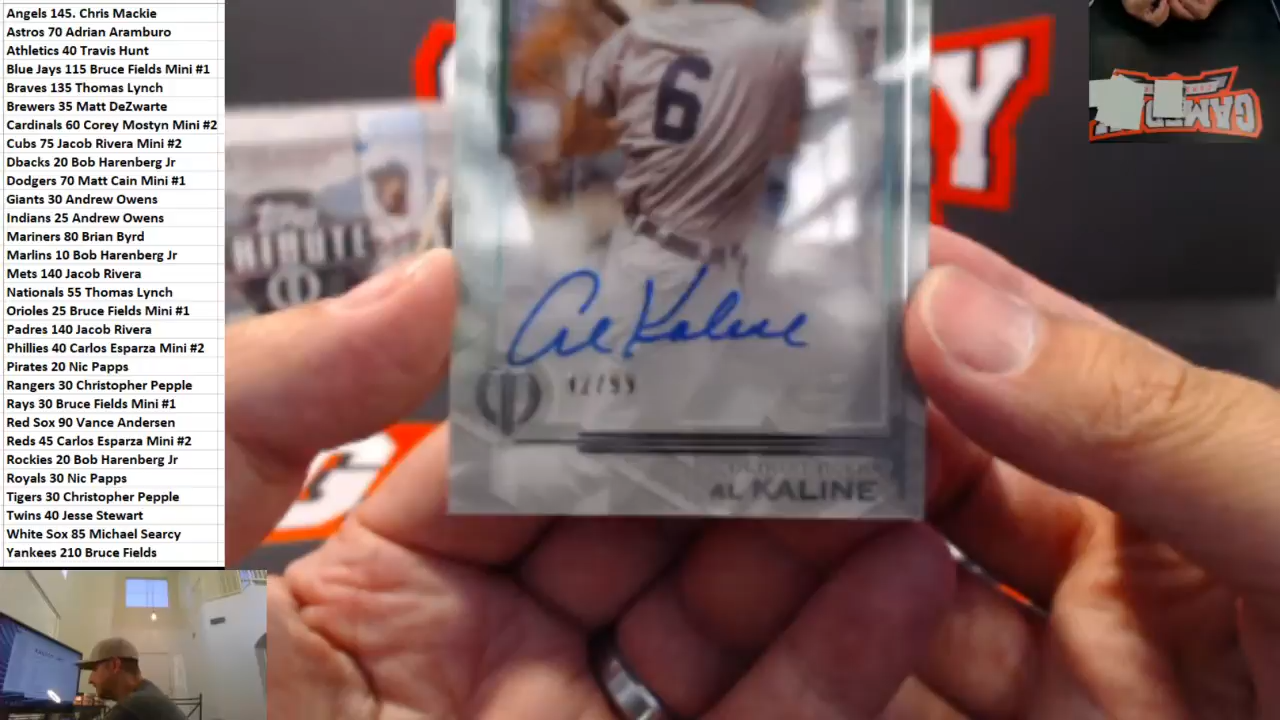 Angels 145. Chris Mackie
Astros 70 Adrian Aramburo
Athletics 40 Travis Hunt
Blue Jays 115 Bruce Fields Mini #1
Braves 135 Thomas Lynch
Brewers 35 Matt DeZwarte
Cardinals 60 Corey Mostyn Mini #2
Cubs 75 Jacob Rivera Mini #2
Dbacks 20 Bob Harenberg Jr
Dodgers 70 Matt Cain Mini #1
Giants 30 Andrew Owens
Indians 25 Andrew Owens
Mariners 80 Brian Byrd
Marlins 10 Bob Harenberg Jr
Mets 140 Jacob Rivera
Nationals 55 Thomas Lynch
Orioles 25 Bruce Fields Mini #1
Padres 140 Jacob Rivera
Phillies 40 Carlos Esparza Mini #2
Pirates 20 Nic Papps
Rangers 30 Christopher Pepple
Rays 30 Bruce Fields Mini #1
Red Sox 90 Vance Andersen
Reds 45 Carlos Esparza Mini #2
Rockies 20 Bob Harenberg Jr
Royals 30 Nic Papps
Tigers 30 Christopher Pepple
Twins 40 Jesse Stewart
White Sox 85 Michael Searcy
Yankees 210 Bruce Fields
6
Al Kaline
AL KALINE